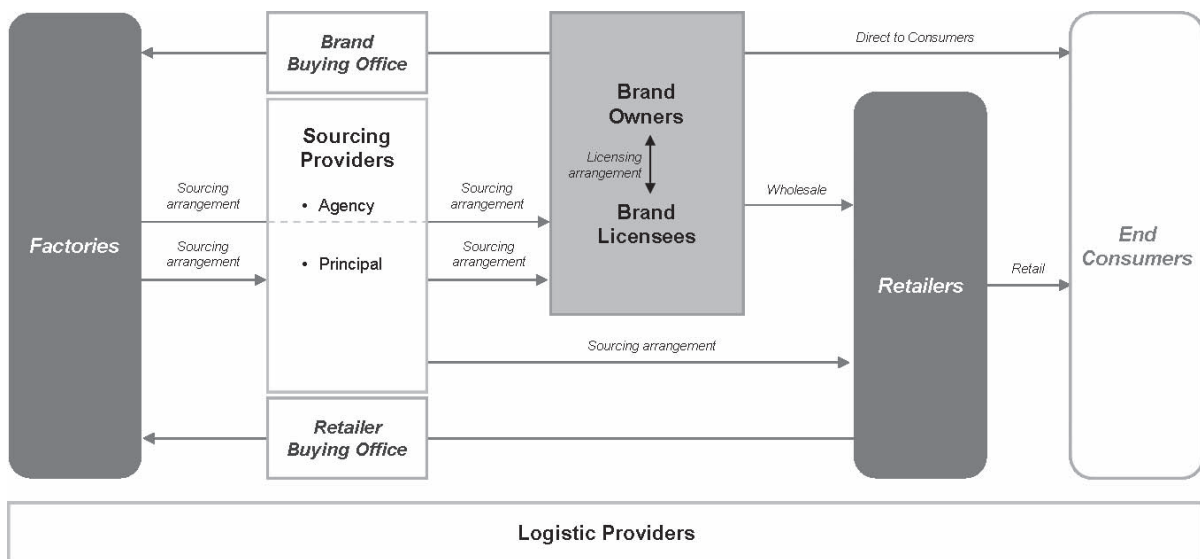 Brand
Buying Office
Direct to Consumers
Brand
Owners
Sourcing
Providers
Licensing
arrangement
Sourcing
arrangement
• Agency
Sourcing
arrangement
Wholesale
Brand
Licensees
Factories
Sourcing
arrangement
• Principal
Sourcing
arrangement
End
Consumers
Retailers
Retail
Sourcing arrangement
Retailer
Buying Office
Logistic Providers